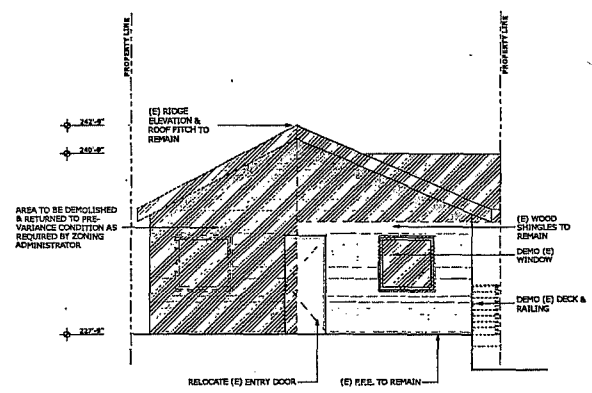 PROPERTY LINE
PROPERTY LINE
(E) RIDGE
ELEVATION &
ROOF PITCH TO
REMAIN
242'-9"
240'-9"
AREA TO BE DEMOLISHED
& RETURNED TO PRE-
VARIANCE CONDITION AS
REQUIRED BY ZONING
ADMINISTRATOR
(E) WOOD
SHINGLES TO
REMAIN
DEMO (E)
WINDOW
DEMO (E) DECK &
RAILING
227'-9"
RELOCATE (E) ENTRY DOOR
(E) F.F.E. TO REMAIN